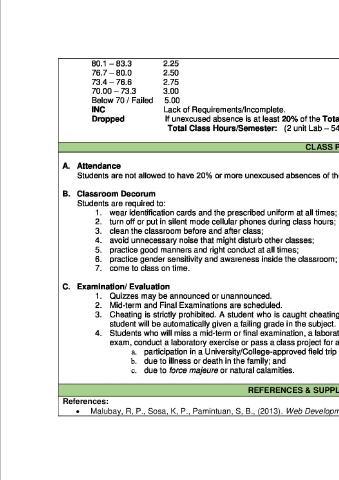 80.1 – 83.3 2.25
76.7 – 80.0 2.50
73.4 – 76.6 2.75
70.00 – 73.3 3.00
Below 70 / Failed 5.00
INC Lack of Requirements/Incomplete.
Dropped If unexcused absence is at least 20% of the Tota
Total Class Hours/Semester: (2 unit Lab – 54
CLASS P
A. Attendance
Students are not allowed to have 20% or more unexcused absences of th
B. Classroom Decorum
Students are required to:
1. wear identification cards and the prescribed uniform at all times;
2. turn off or put in silent mode cellular phones during class hours;
3. clean the classroom before and after class;
4. avoid unnecessary noise that might disturb other classes;
5. practice good manners and right conduct at all times;
6. practice gender sensitivity and awareness inside the classroom;
7. come to class on time.
C. Examination/ Evaluation
1. Quizzes may be announced or unannounced.
2. Mid-term and Final Examinations are scheduled.
3. Cheating is strictly prohibited. A student who is caught cheating
student will be automatically given a failing grade in the subject.
4. Students who will miss a mid-term or final examination, a laborat
exam, conduct a laboratory exercise or pass a class project for a
a. participation in a University/College-approved field trip
b. due to illness or death in the family; and
c. due to force majeure or natural calamities.
REFERENCES & SUPPL
References:
• Malubay, R. P., Sosa, K. P., Pamintuan, S. B., (2013). Web Developm